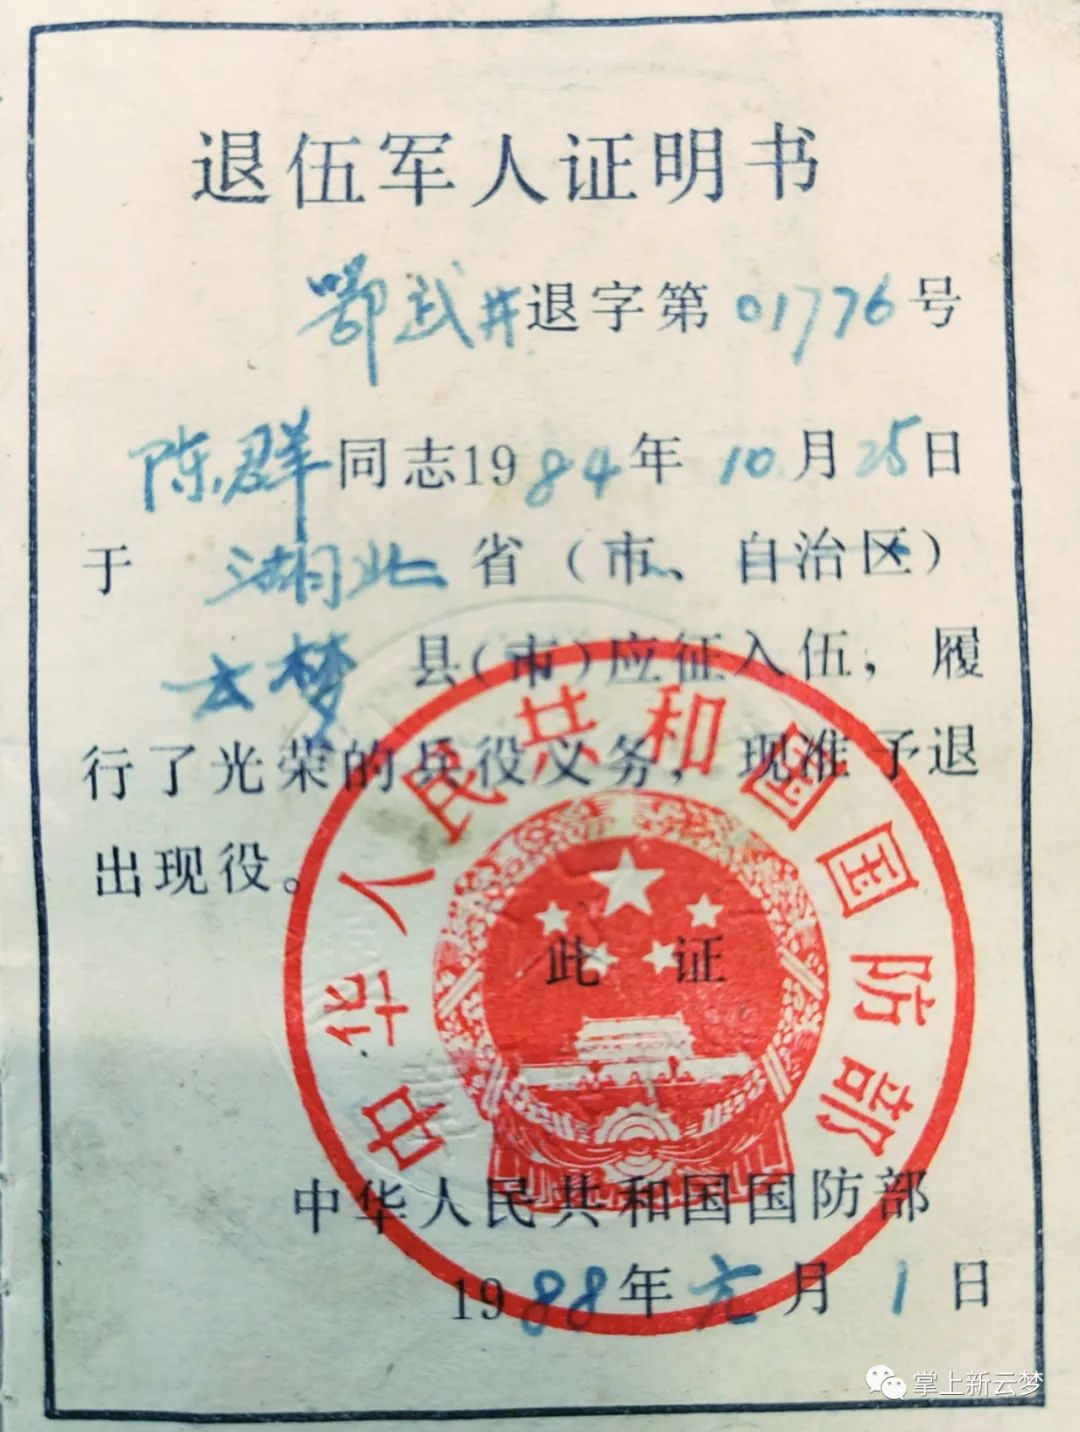 退伍军人证明书
鄂武井退字第01776号
陈群同志1984年10月25日
于湖北省（市、自治区）
云梦县(市)应征入伍，履
行了光荣的兵役义务，现准予退
出现役。
此证
中华人民共和国国防部
中华人民共和国国防部
1988年元月1日
掌上新云梦